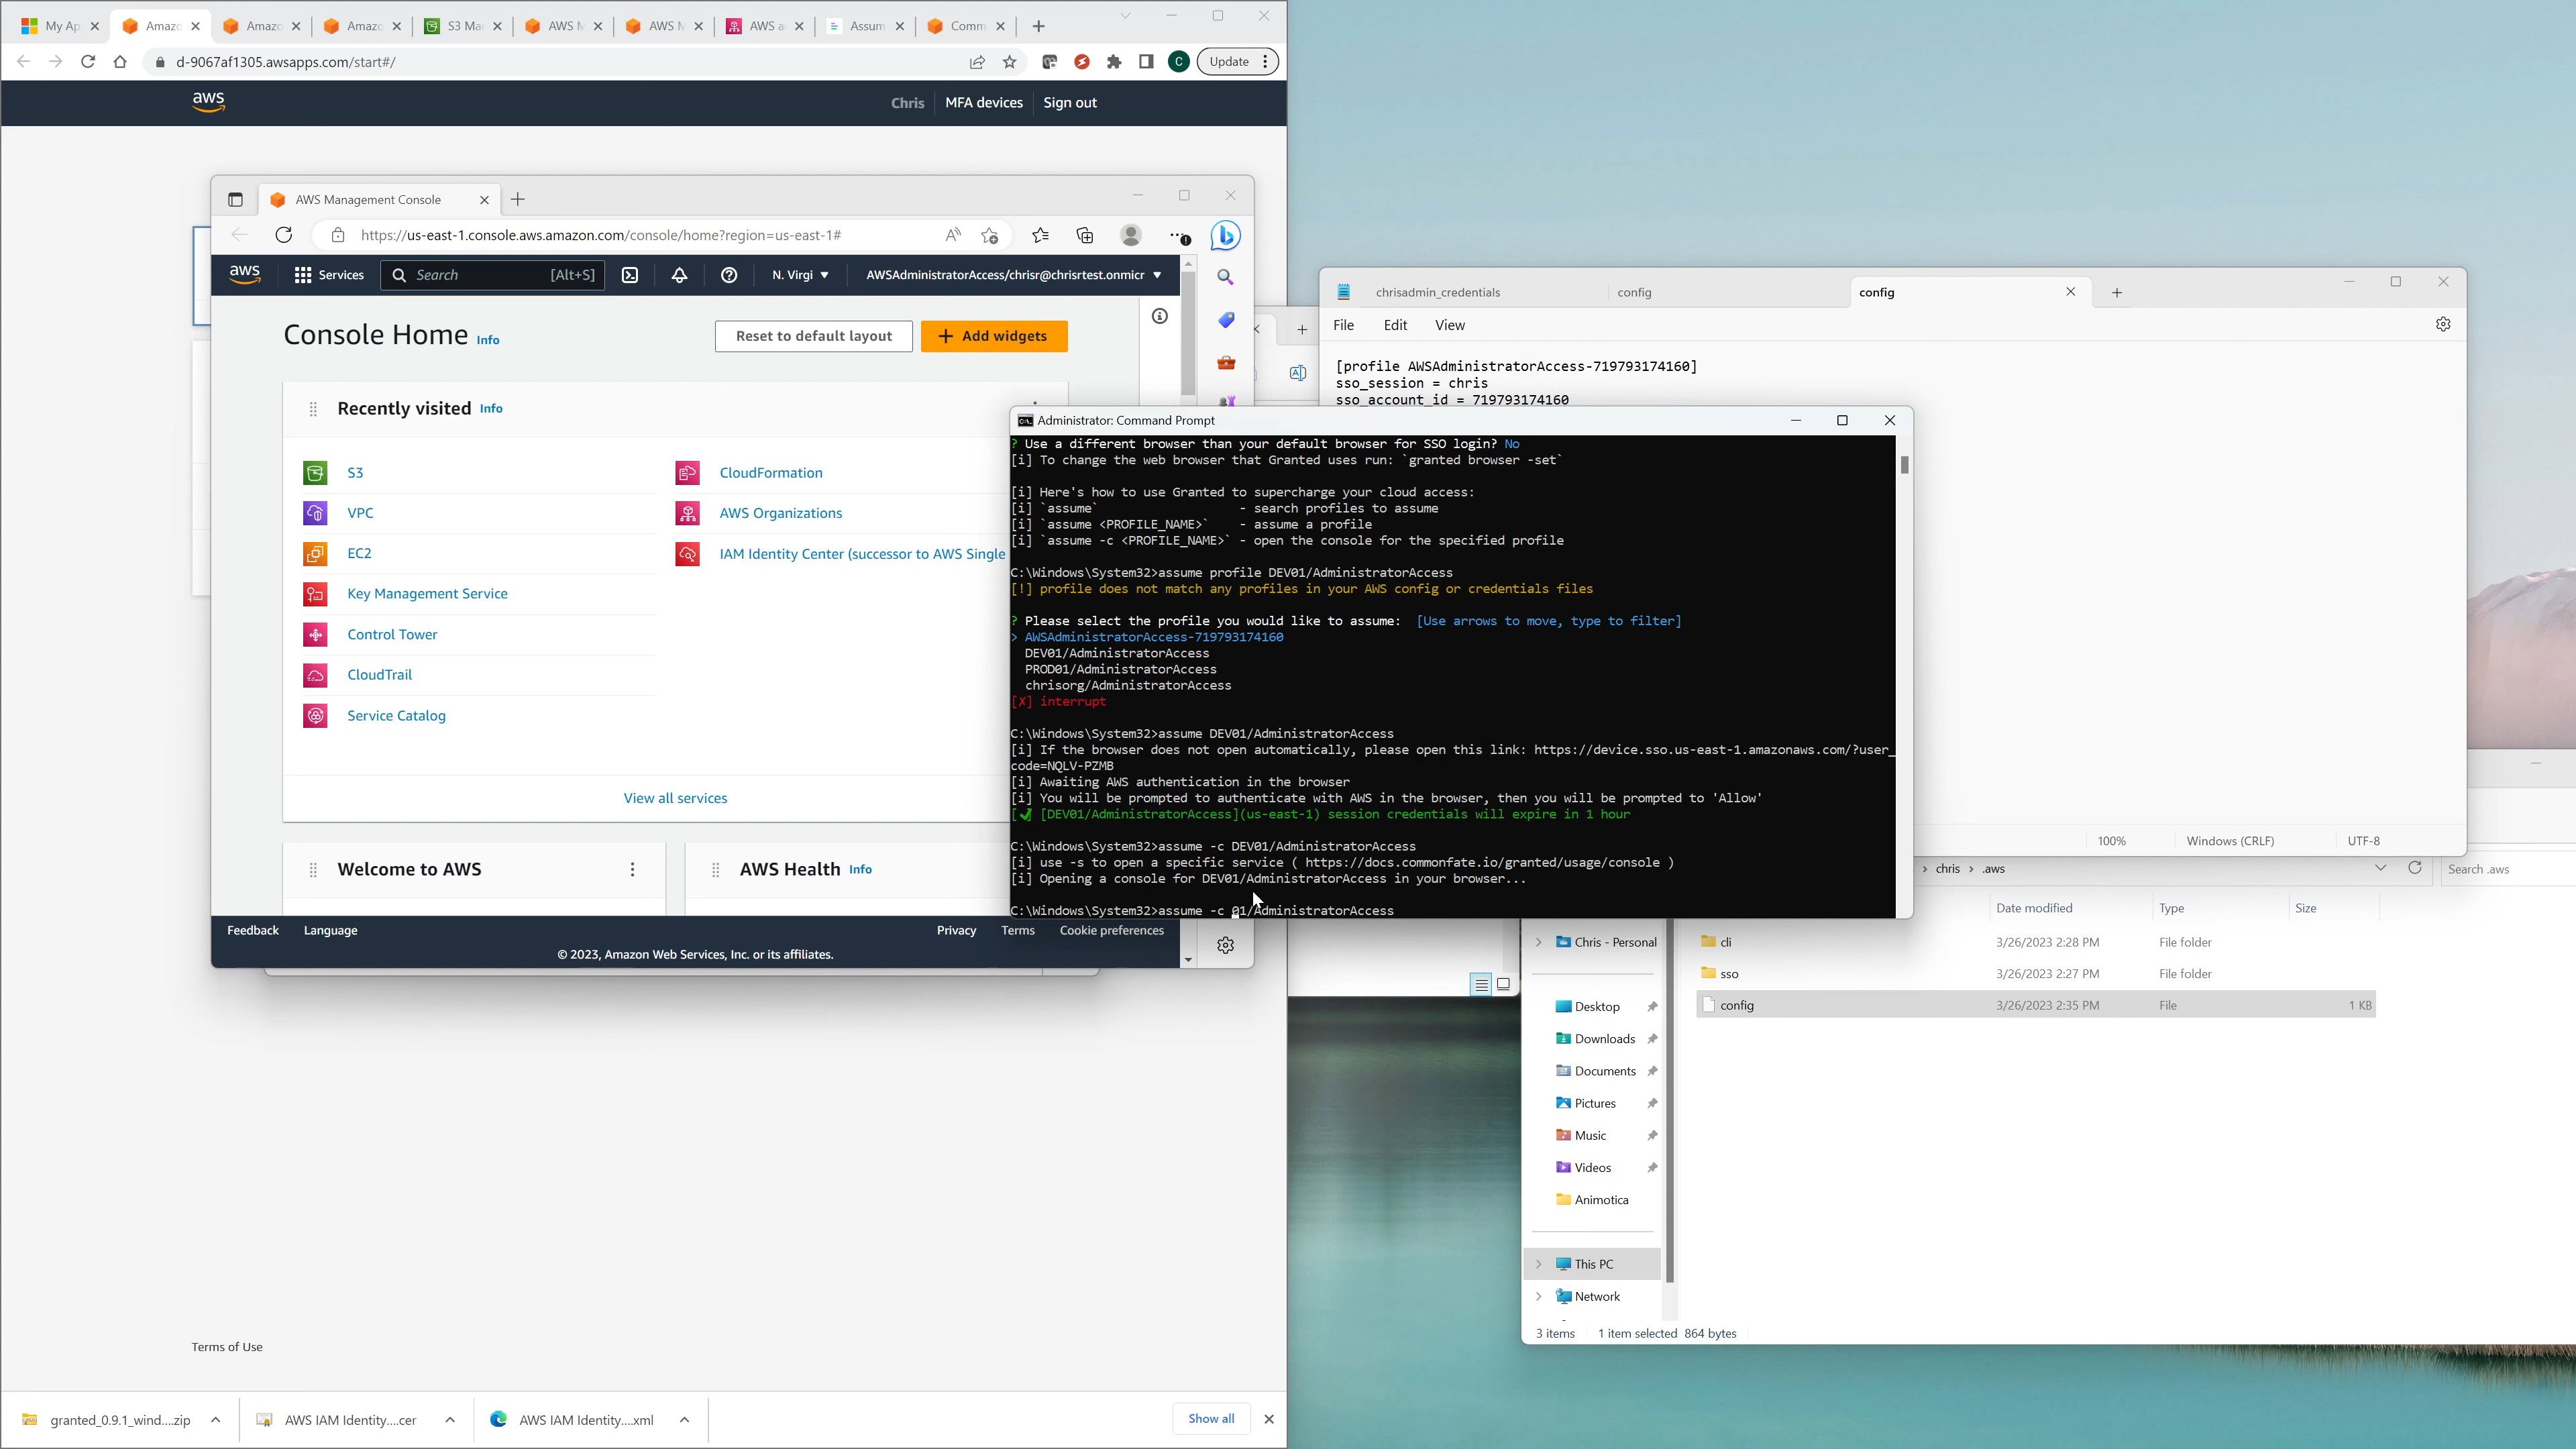 My Ap
Amazo
Amazo
Amazo
S3 Ma
AWS M
AWS M
AWS a
Assum
Comm
d-9067af1305.awsapps.com/start#/
C
Update
aws
Chris
MFA devices
Sign out
AWS Management Console
https://us-east-1.console.aws.amazon.com/console/home?region=us-east-1#
aws
Services
Search
[Alt+S]
N. Virgi
AWSAdministratorAccess/chrisr@chrisrtest.onmicr
Console Home Info
Reset to default layout
Add widgets
Recently visited Info
S3
VPC
EC2
Key Management Service
Control Tower
CloudTrail
Service Catalog
CloudFormation
AWS Organizations
IAM Identity Center (successor to AWS Single
View all services
Welcome to AWS
AWS Health Info
Feedback
Language
Privacy
Terms
Cookie preferences
© 2023, Amazon Web Services, Inc. or its affiliates.
chrisadmin_credentials
config
config
File
Edit
View
[profile AWSAdministratorAccess-719793174160]
sso_session = chris
sso_account_id = 719793174160
Administrator: Command Prompt
? Use a different browser than your default browser for SSO login? No
[i] To change the web browser that Granted uses run: `granted browser -set`
[i] Here's how to use Granted to supercharge your cloud access:
[i] `assume` - search profiles to assume
[i] `assume <PROFILE_NAME>` - assume a profile
[i] `assume -c <PROFILE_NAME>` - open the console for the specified profile
C:\Windows\System32>assume profile DEV01/AdministratorAccess
[!] profile does not match any profiles in your AWS config or credentials files
? Please select the profile you would like to assume: [Use arrows to move, type to filter]
> AWSAdministratorAccess-719793174160
DEV01/AdministratorAccess
PROD01/AdministratorAccess
chrisorg/AdministratorAccess
[X] interrupt
C:\Windows\System32>assume DEV01/AdministratorAccess
[i] If the browser does not open automatically, please open this link: https://device.sso.us-east-1.amazonaws.com/?user_
code=NQLV-PZMB
[i] Awaiting AWS authentication in the browser
[i] You will be prompted to authenticate with AWS in the browser, then you will be prompted to 'Allow'
[✔] [DEV01/AdministratorAccess](us-east-1) session credentials will expire in 1 hour
C:\Windows\System32>assume -c DEV01/AdministratorAccess
[i] use -s to open a specific service ( https://docs.commonfate.io/granted/usage/console )
[i] Opening a console for DEV01/AdministratorAccess in your browser...
C:\Windows\System32>assume -c 01/AdministratorAccess
100%
Windows (CRLF)
UTF-8
chris > .aws
Search .aws
Date modified
Type
Size
Chris - Personal
cli
3/26/2023 2:28 PM
File folder
sso
3/26/2023 2:27 PM
File folder
config
3/26/2023 2:35 PM
File
1 KB
Desktop
Downloads
Documents
Pictures
Music
Videos
Animotica
This PC
Network
3 items
1 item selected 864 bytes
Terms of Use
granted_0.9.1_wind....zip
AWS IAM Identity....cer
AWS IAM Identity....xml
Show all